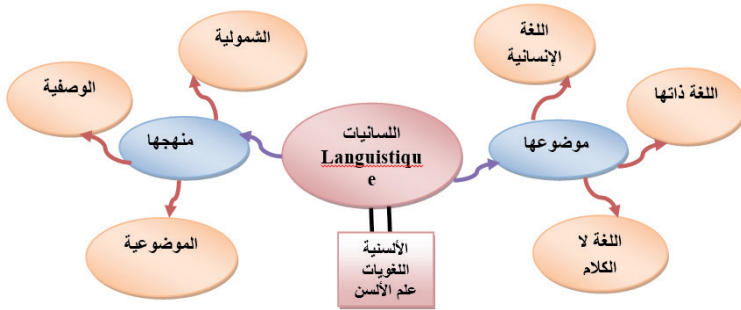 اللغة
الإنسانية
اللغة ذاتها
موضوعها
اللغة لا
الكلام
اللسانيات
Languistiqu
e
الألسنية
اللغويات
علم الألسن
الشمولية
الوصفية
منهجها
الموضوعية